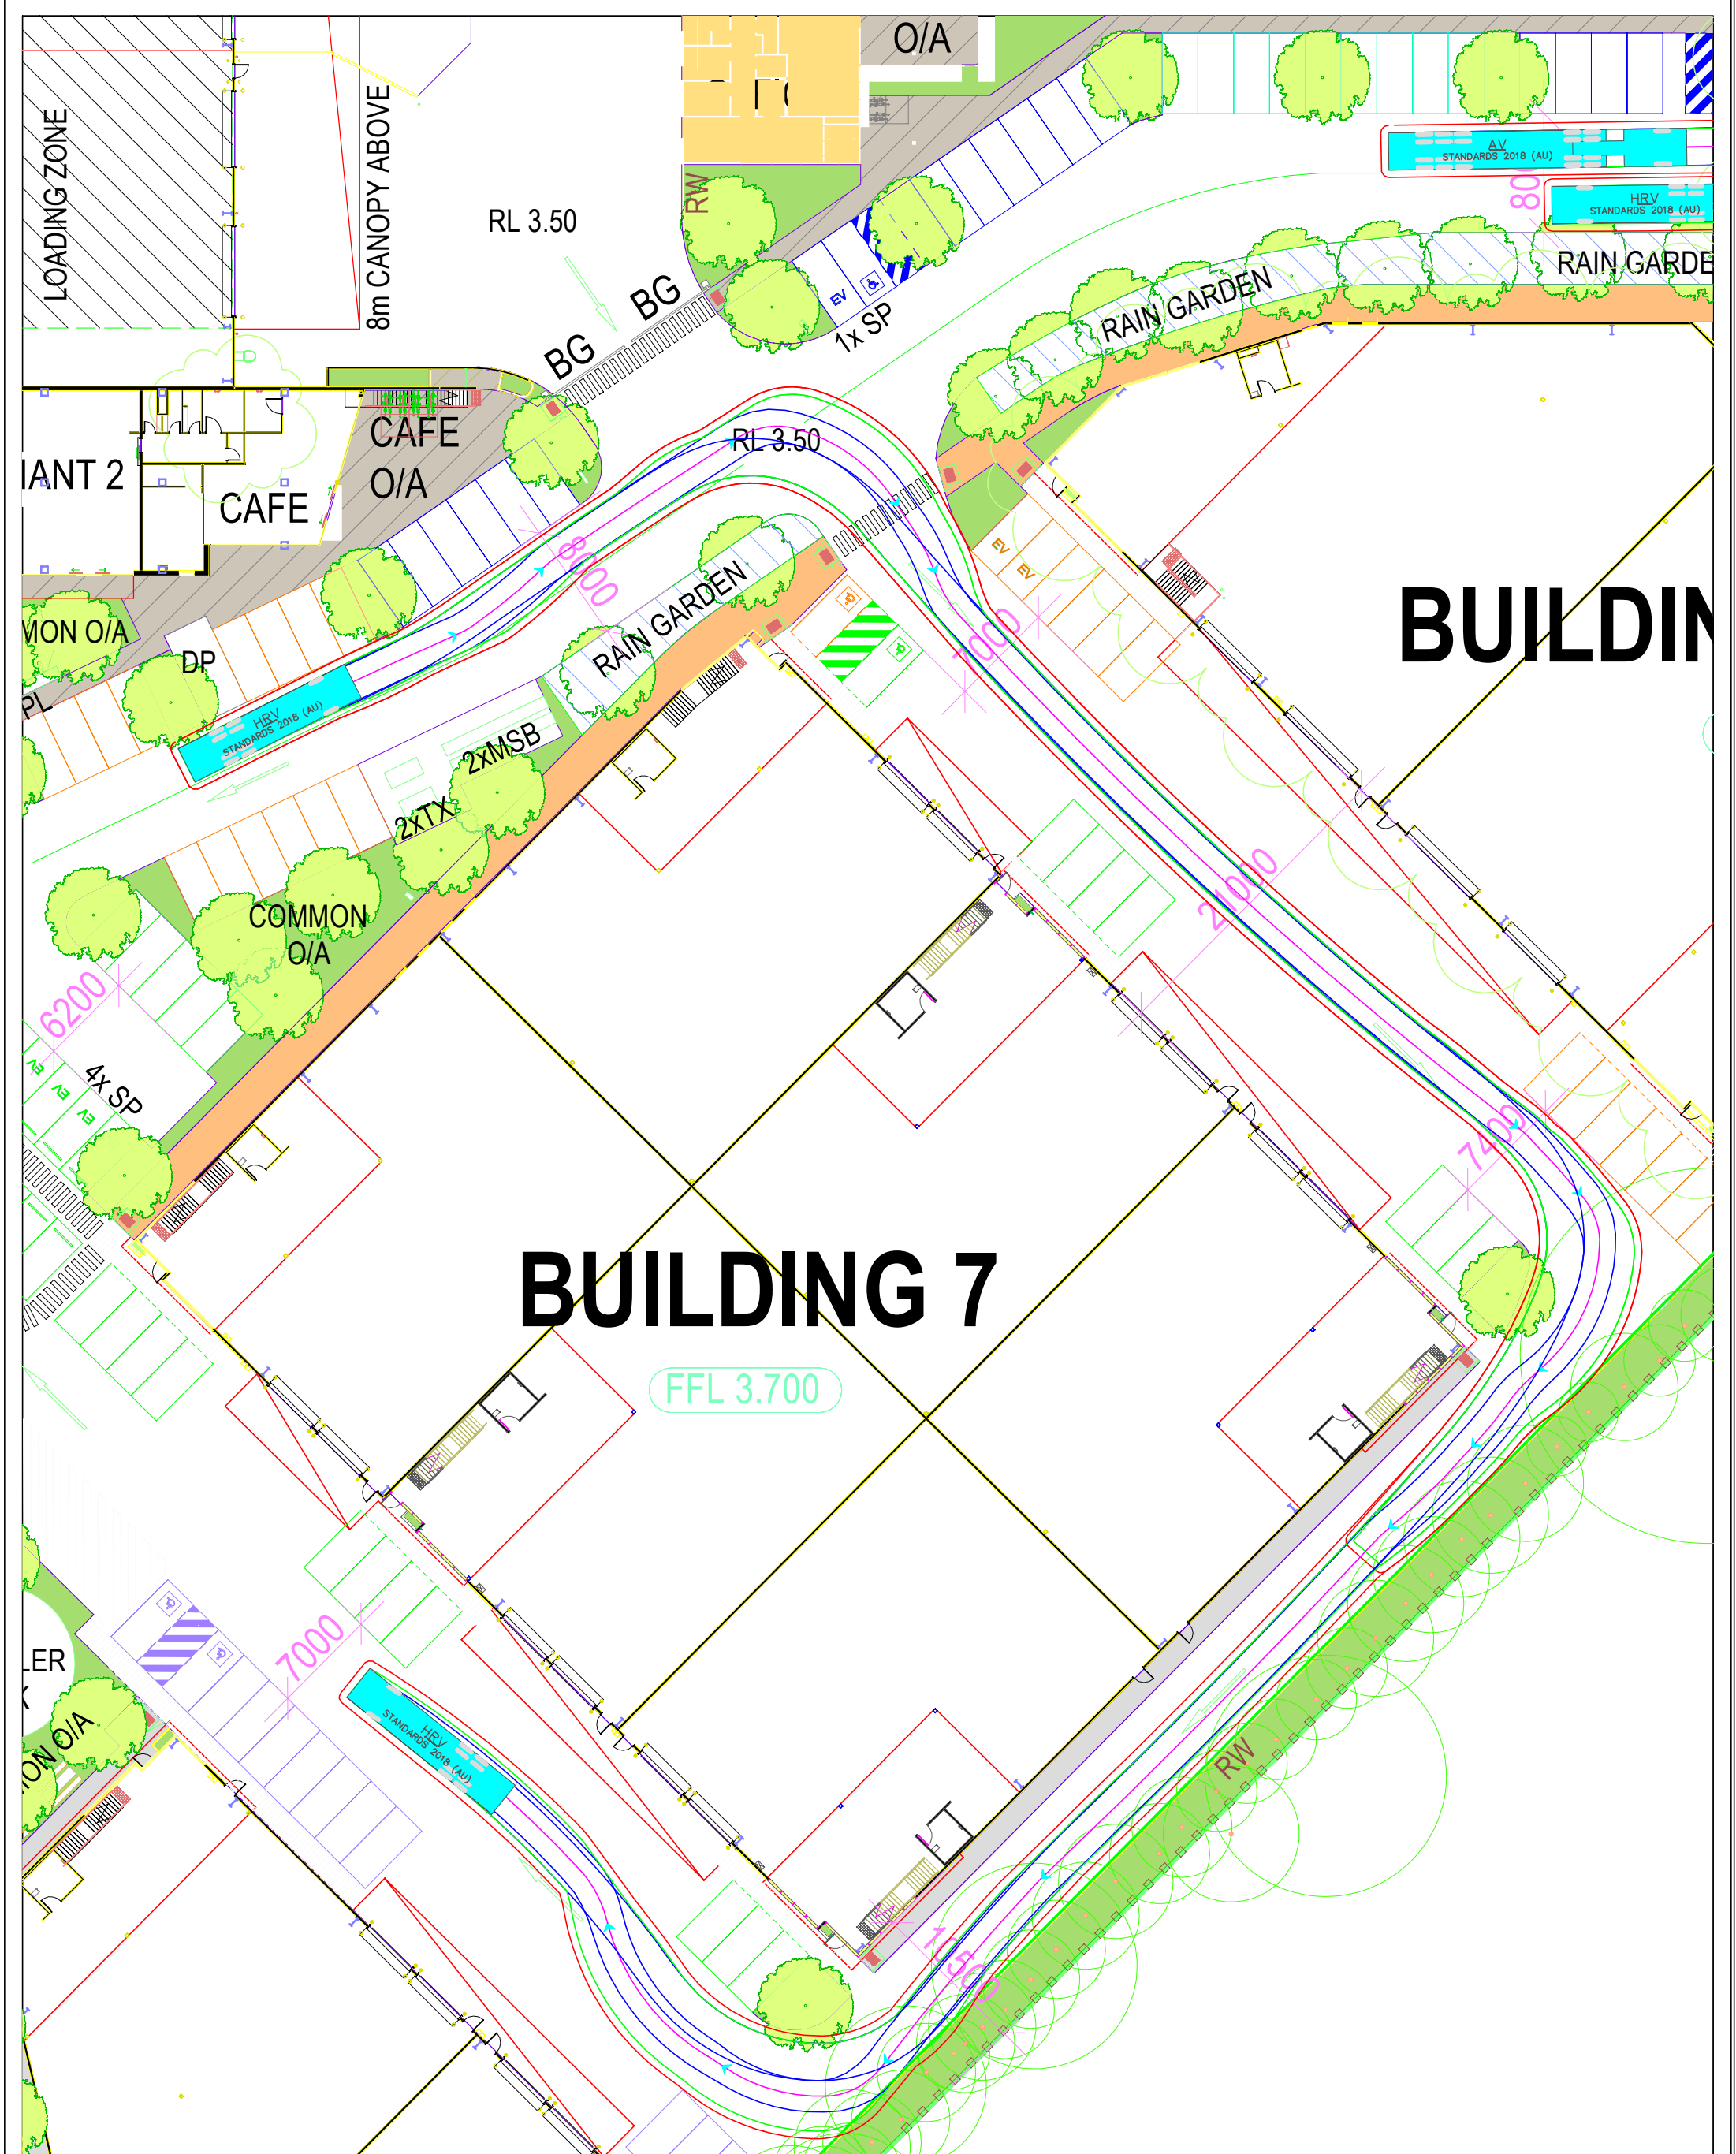 O/A
LOADING ZONE
8m CANOPY ABOVE
RL 3.50
RW
BG
BG
EV
1x SP
AV
STANDARDS 2018 (AU)
HRV
STANDARDS 2018 (AU)
800
RAIN GARDEN
RAIN GARDE
IANT 2
CAFE
CAFE
O/A
RL 3.50
8000
RAIN GARDEN
EV
EV
7000
BUILDIN
MON O/A
DP
PL
HRV
STANDARDS 2018 (AU)
2xMSB
2xTX
COMMON
O/A
6200
EV
EV
EV
4x SP
21000
7400
BUILDING 7
FFL 3.700
7000
LER
ION O/A
HRV
STANDARDS 2018 (AU)
RW
10500